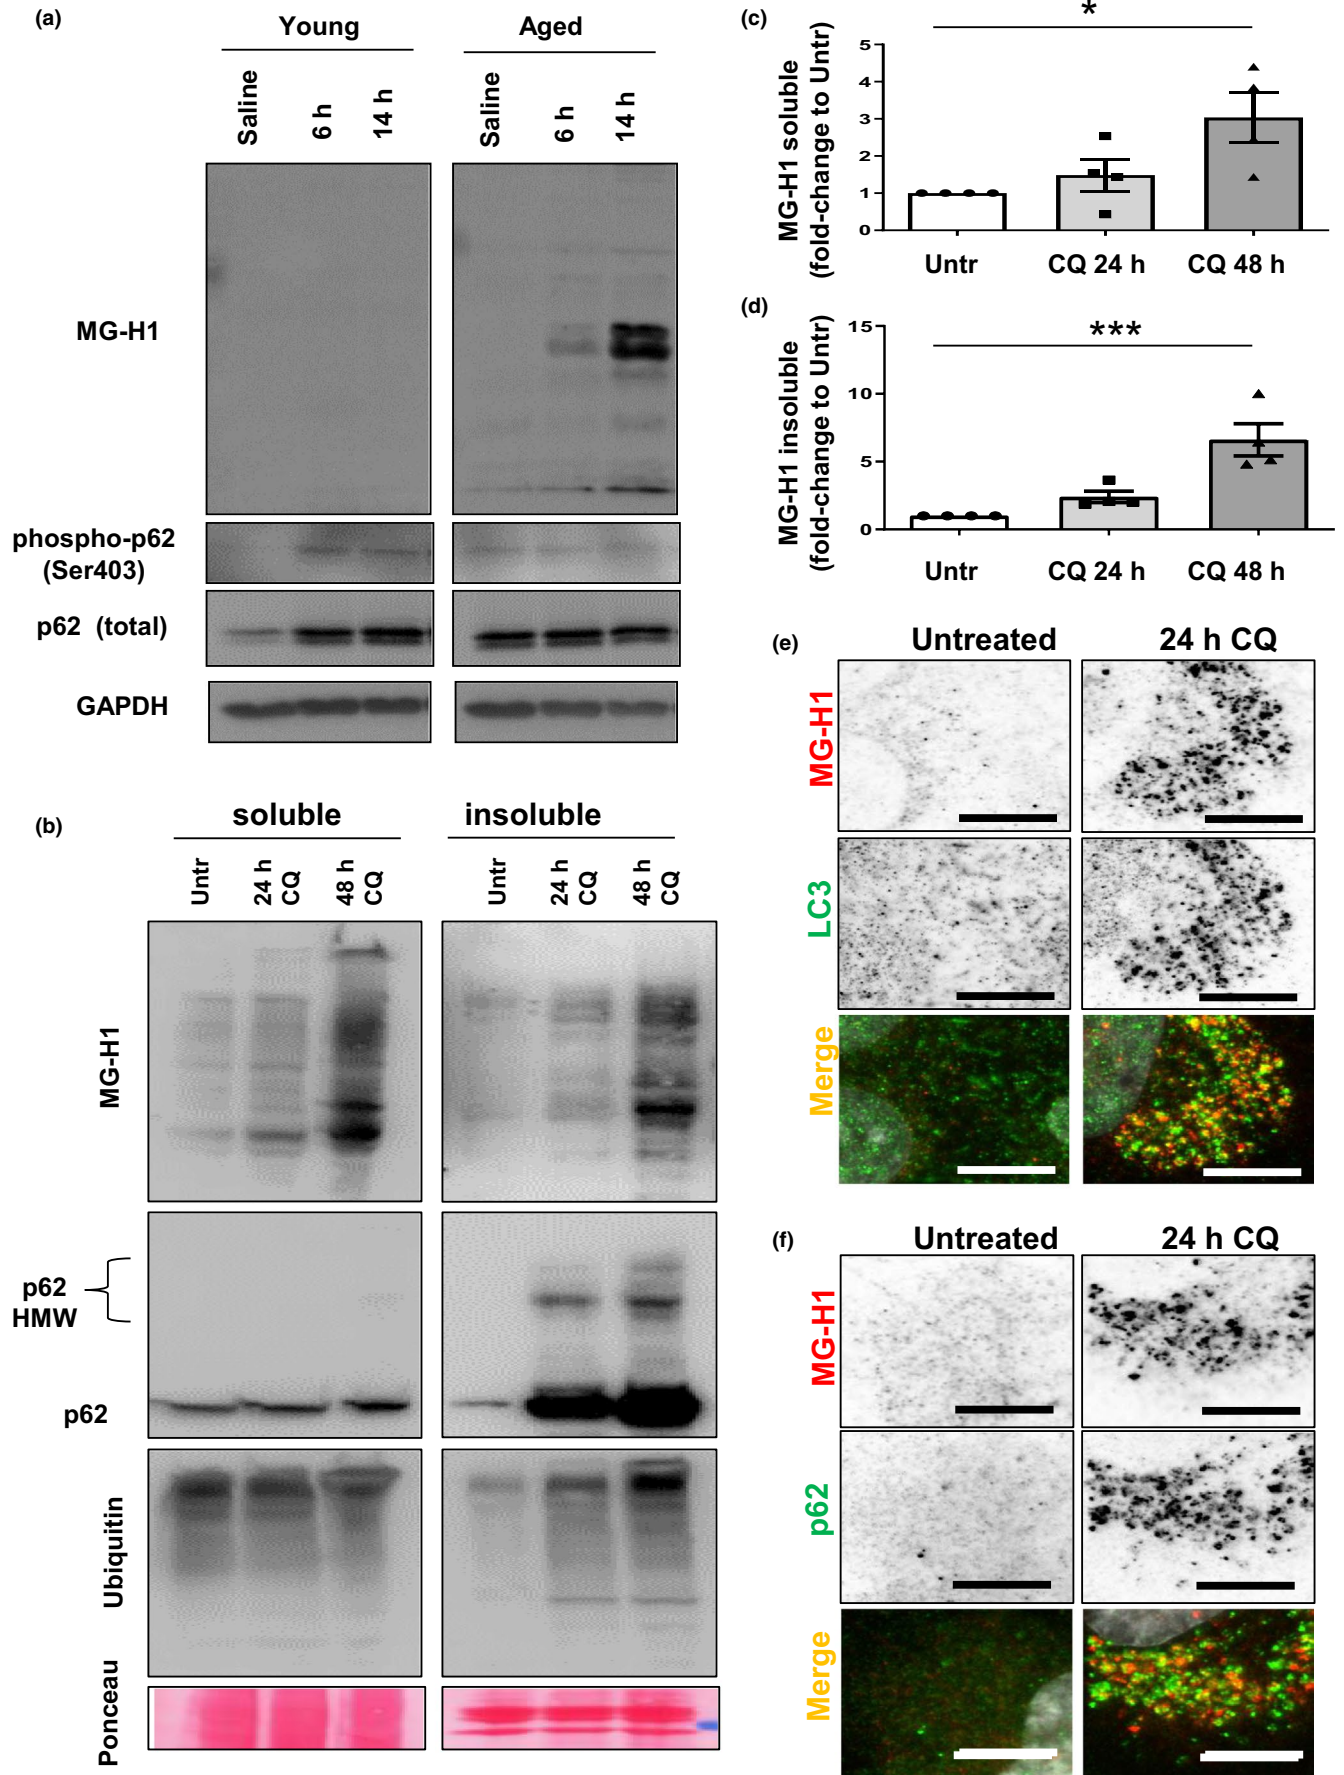 (a)
Young
Aged
Saline
6 h
14 h
Saline
6 h
14 h
MG-H1
phospho-p62
(Ser403)
p62 (total)
GAPDH
(b)
soluble
insoluble
Untr
24 h
CQ
48 h
CQ
Untr
24 h
CQ
48 h
CQ
MG-H1
p62
HMW
p62
Ubiquitin
Ponceau
(c)
MG-H1 soluble
(fold-change to Untr)
5
4
3
2
1
0
*
Untr
CQ 24 h
CQ 48 h
(d)
MG-H1 insoluble
(fold-change to Untr)
15
10
5
0
***
Untr
CQ 24 h
CQ 48 h
(e)
Untreated
24 h CQ
MG-H1
LC3
Merge
(f)
Untreated
24 h CQ
MG-H1
p62
Merge